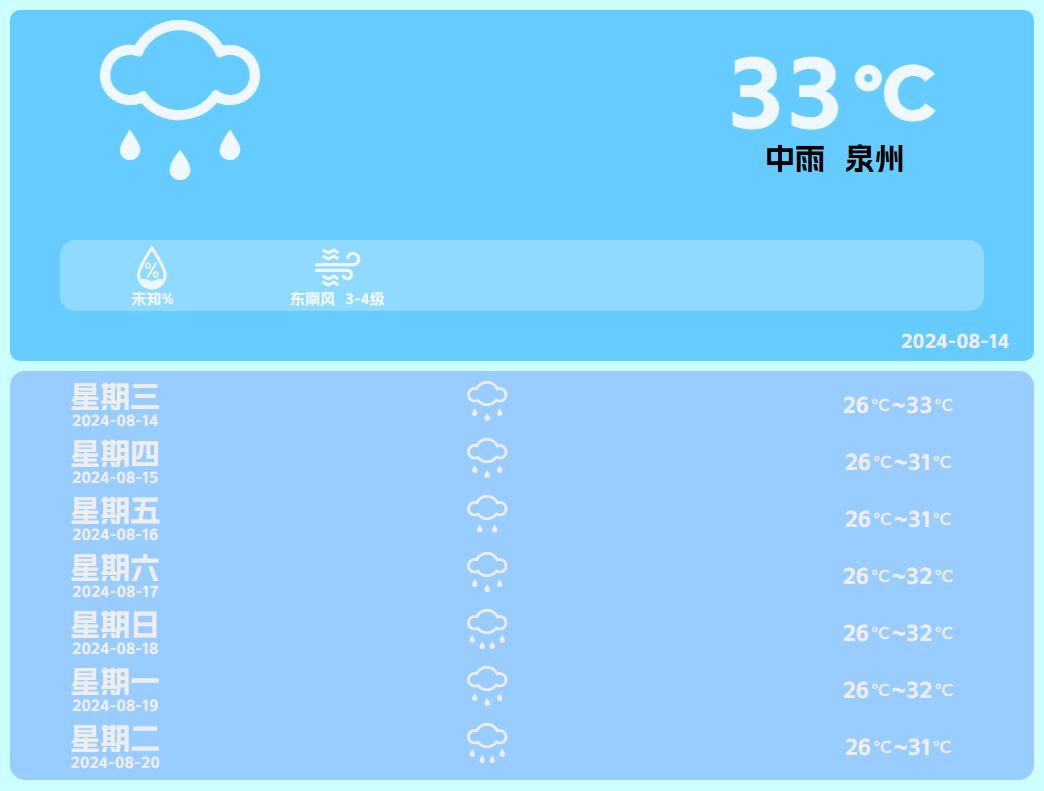 33℃
中雨 泉州
%
未知%
东南风 3-4级
2024-08-14
星期三
2024-08-14
26℃~33℃
星期四
2024-08-15
26℃~31℃
星期五
2024-08-16
26℃~31℃
星期六
2024-08-17
26℃~32℃
星期日
2024-08-18
26℃~32℃
星期一
2024-08-19
26℃~32℃
星期二
2024-08-20
26℃~31℃